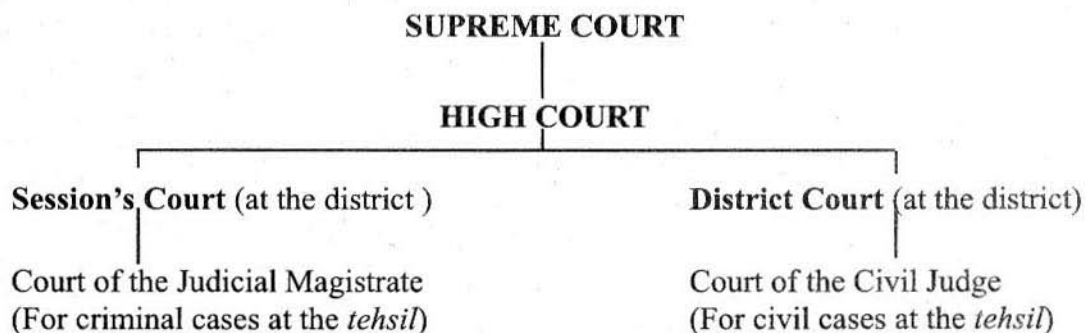 SUPREME COURT
HIGH COURT
Session's Court (at the district )
District Court (at the district)
Court of the Judicial Magistrate
(For criminal cases at the tehsil)
Court of the Civil Judge
(For civil cases at the tehsil)